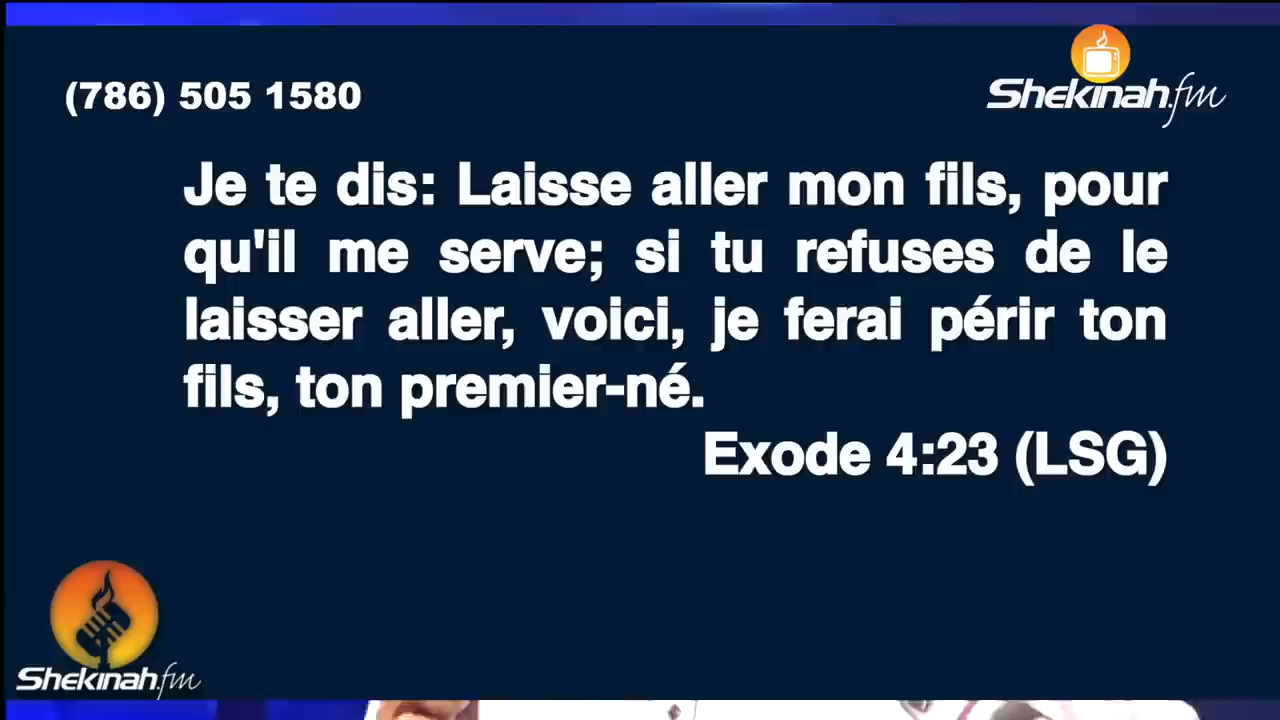 (786) 505 1580
Shekinah.fm
Je te dis: Laisse aller mon fils, pour
qu'il me serve; si tu refuses de le
laisser aller, voici, je ferai périr ton
fils, ton premier-né.
Exode 4:23 (LSG)
Shekinah.fm